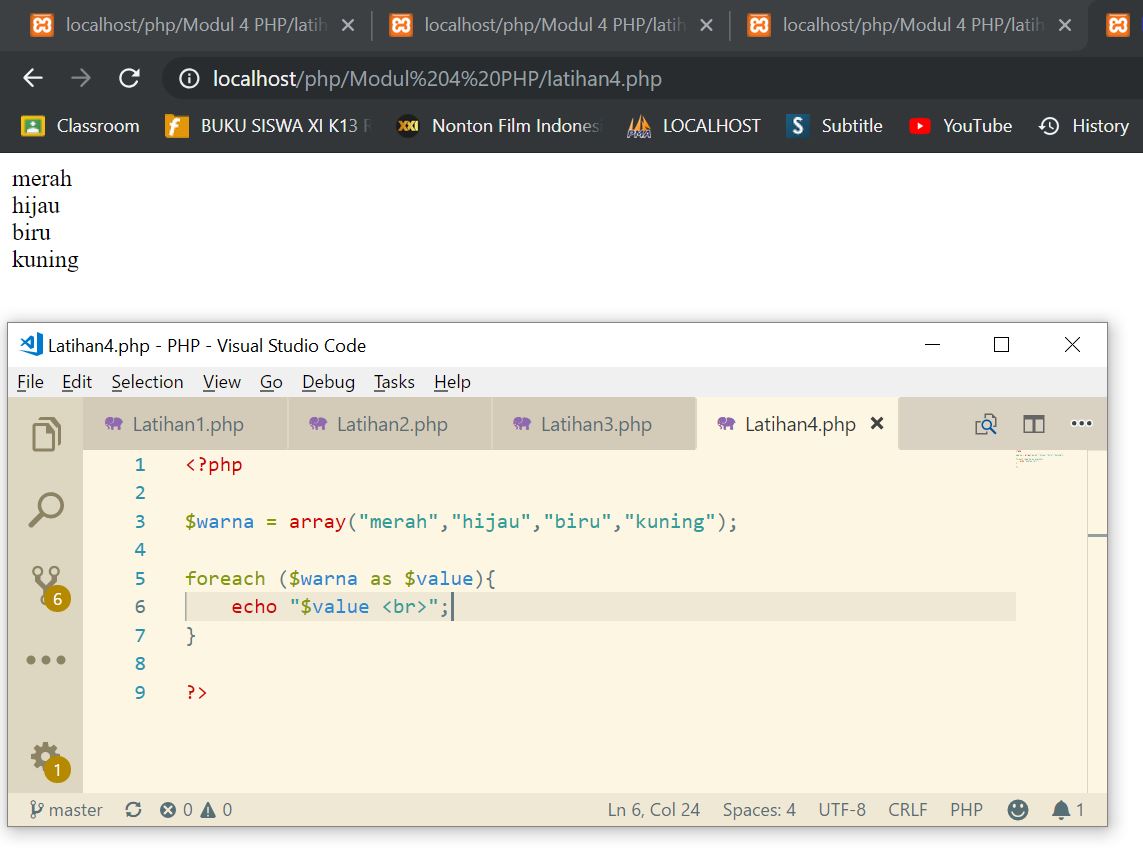 localhost/php/Modul 4 PHP/latih localhost/php/Modul 4 PHP/latih localhost/php/Modul 4 PHP/latih
localhost/php/Modul%204%20PHP/latihan4.php
Classroom BUKU SISWA XI K13 R XXI Nonton Film Indonesi PMA LOCALHOST S Subtitle YouTube History
merah
hijau
biru
kuning
Latihan4.php - PHP - Visual Studio Code
File Edit Selection View Go Debug Tasks Help
Latihan1.php Latihan2.php Latihan3.php Latihan4.php
1 <?php
2
3 $warna = array("merah","hijau","biru","kuning");
4
5 foreach ($warna as $value){
6 echo "$value <br>";
7 }
8
9 ?>
6
1
master 0 0 Ln 6, Col 24 Spaces: 4 UTF-8 CRLF PHP 1